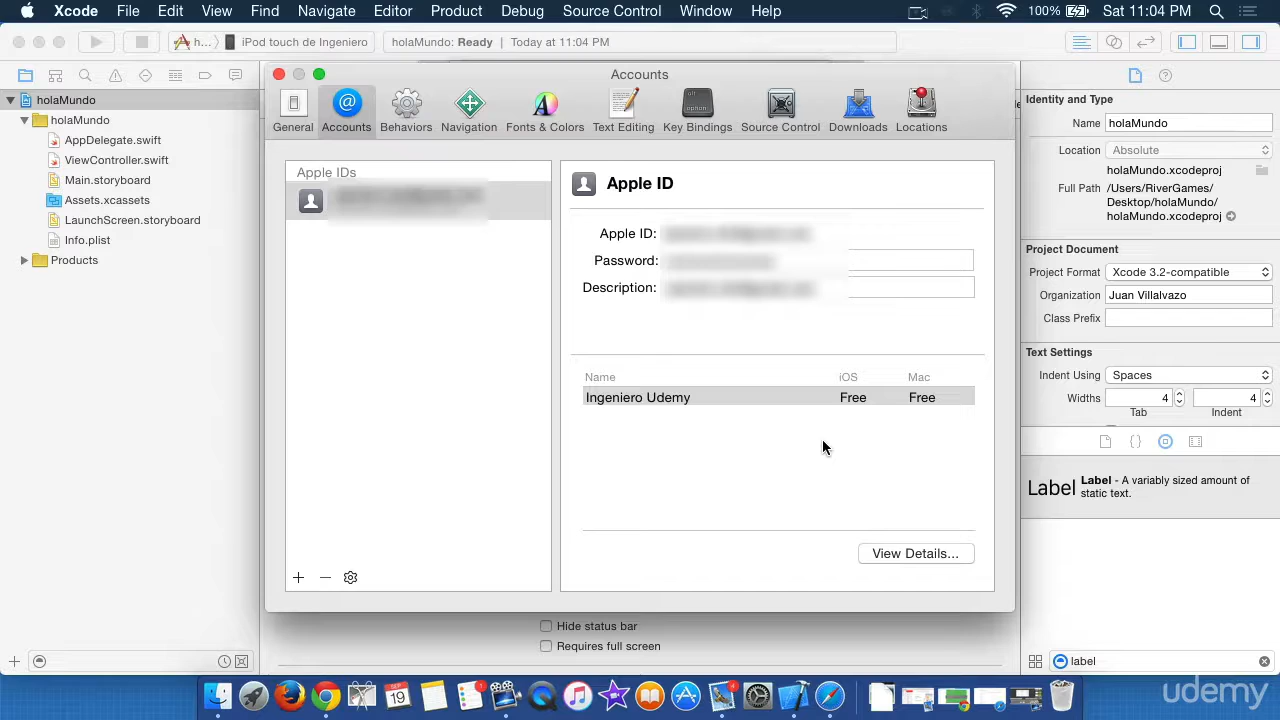 Xcode File Edit View Find Navigate Editor Product Debug Source Control Window Help 100% Sat 11:04 PM
h... iPod touch de Ingeniero holaMundo: Ready Today at 11:04 PM
Accounts
General Accounts Behaviors Navigation Fonts & Colors Text Editing Key Bindings Source Control Downloads Locations
holaMundo
holaMundo
AppDelegate.swift
ViewController.swift
Main.storyboard
Assets.xcassets
LaunchScreen.storyboard
Info.plist
Products
Apple IDs
Apple ID
Apple ID:
Password:
Description:
Name iOS Mac
Ingeniero Udemy Free Free
View Details...
Hide status bar
Requires full screen
Identity and Type
Name holaMundo
Location Absolute
holaMundo.xcodeproj
Full Path /Users/RiverGames/
Desktop/holaMundo/
holaMundo.xcodeproj
Project Document
Project Format Xcode 3.2-compatible
Organization Juan Villalvazo
Class Prefix
Text Settings
Indent Using Spaces
Widths 4 4
Tab Indent
Label Label - A variably sized amount of
static text.
label
udemy